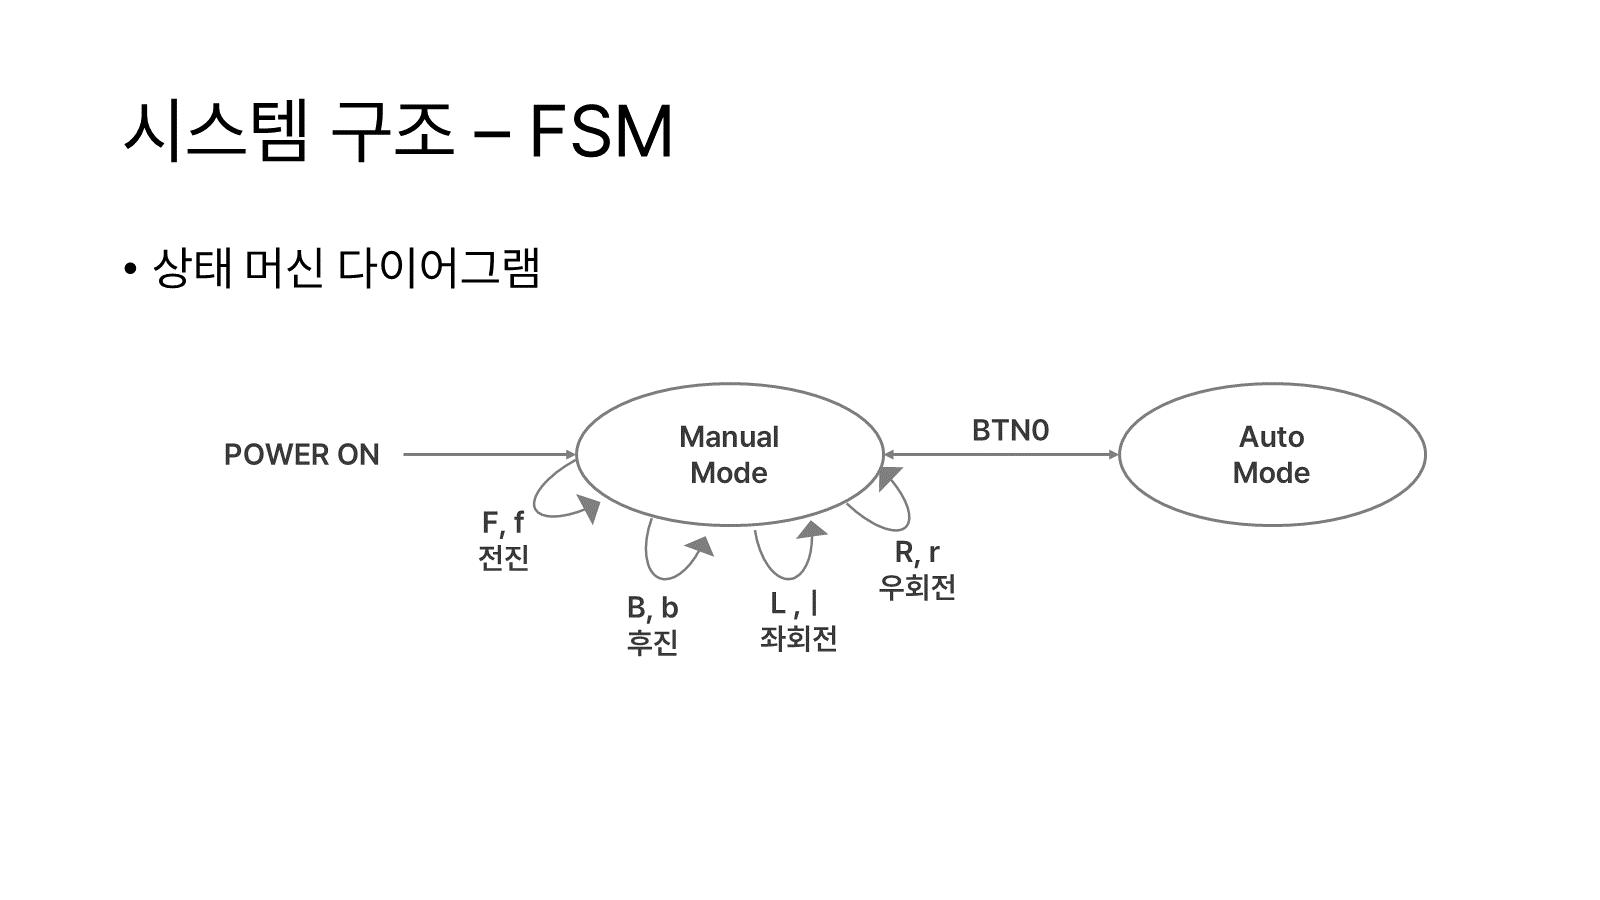 시스템 구조 – FSM
• 상태 머신 다이어그램
POWER ON
Manual
Mode
BTN0
Auto
Mode
F, f
전진
B, b
후진
L , l
좌회전
R, r
우회전